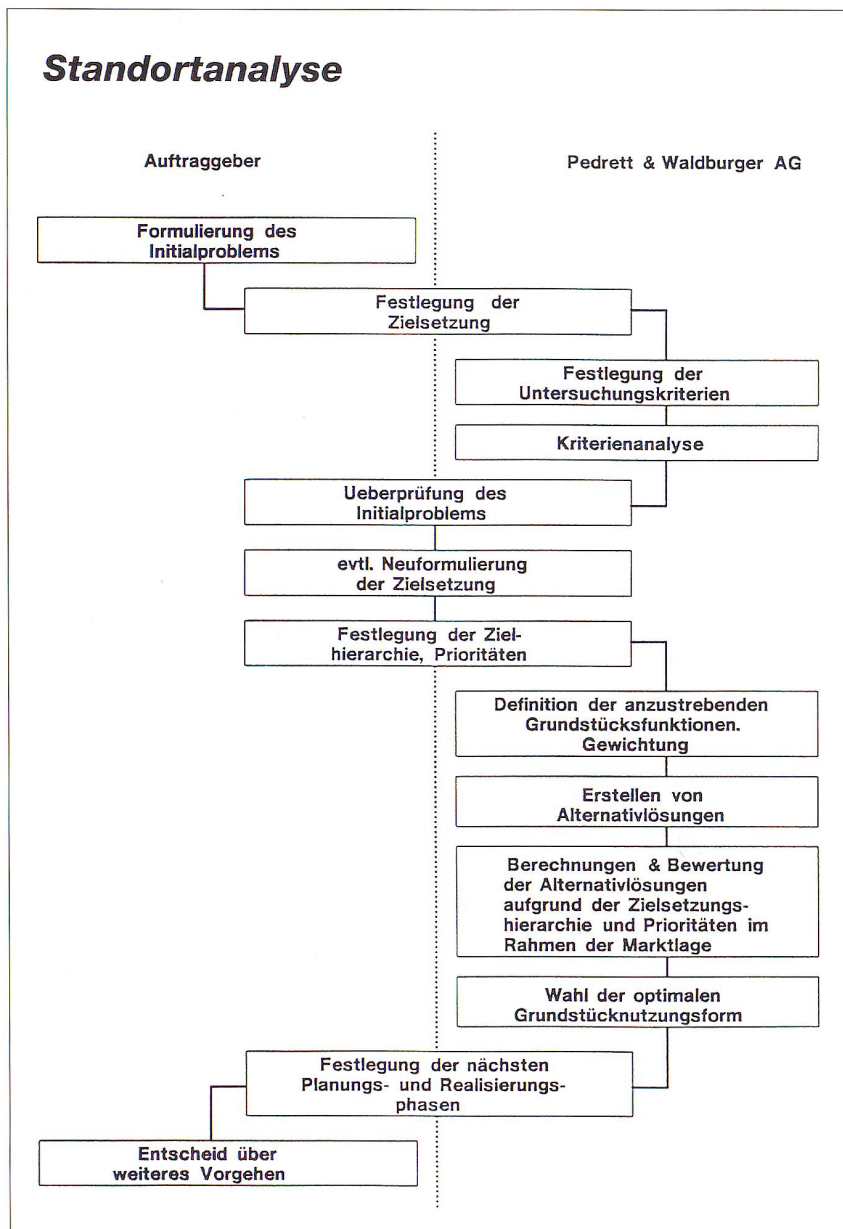 Standortanalyse
Auftraggeber
Pedrett & Waldburger AG
Formulierung des
Initialproblems
Festlegung der
Zielsetzung
Festlegung der
Untersuchungskriterien
Kriterienanalyse
Ueberprüfung des
Initialproblems
evtl. Neuformulierung
der Zielsetzung
Festlegung der Ziel-
hierarchie, Prioritäten
Definition der anzustrebenden
Grundstücksfunktionen.
Gewichtung
Erstellen von
Alternativlösungen
Berechnungen & Bewertung
der Alternativlösungen
aufgrund der Zielsetzungs-
hierarchie und Prioritäten im
Rahmen der Marktlage
Wahl der optimalen
Grundstücknutzungsform
Festlegung der nächsten
Planungs- und Realisierungs-
phasen
Entscheid über
weiteres Vorgehen